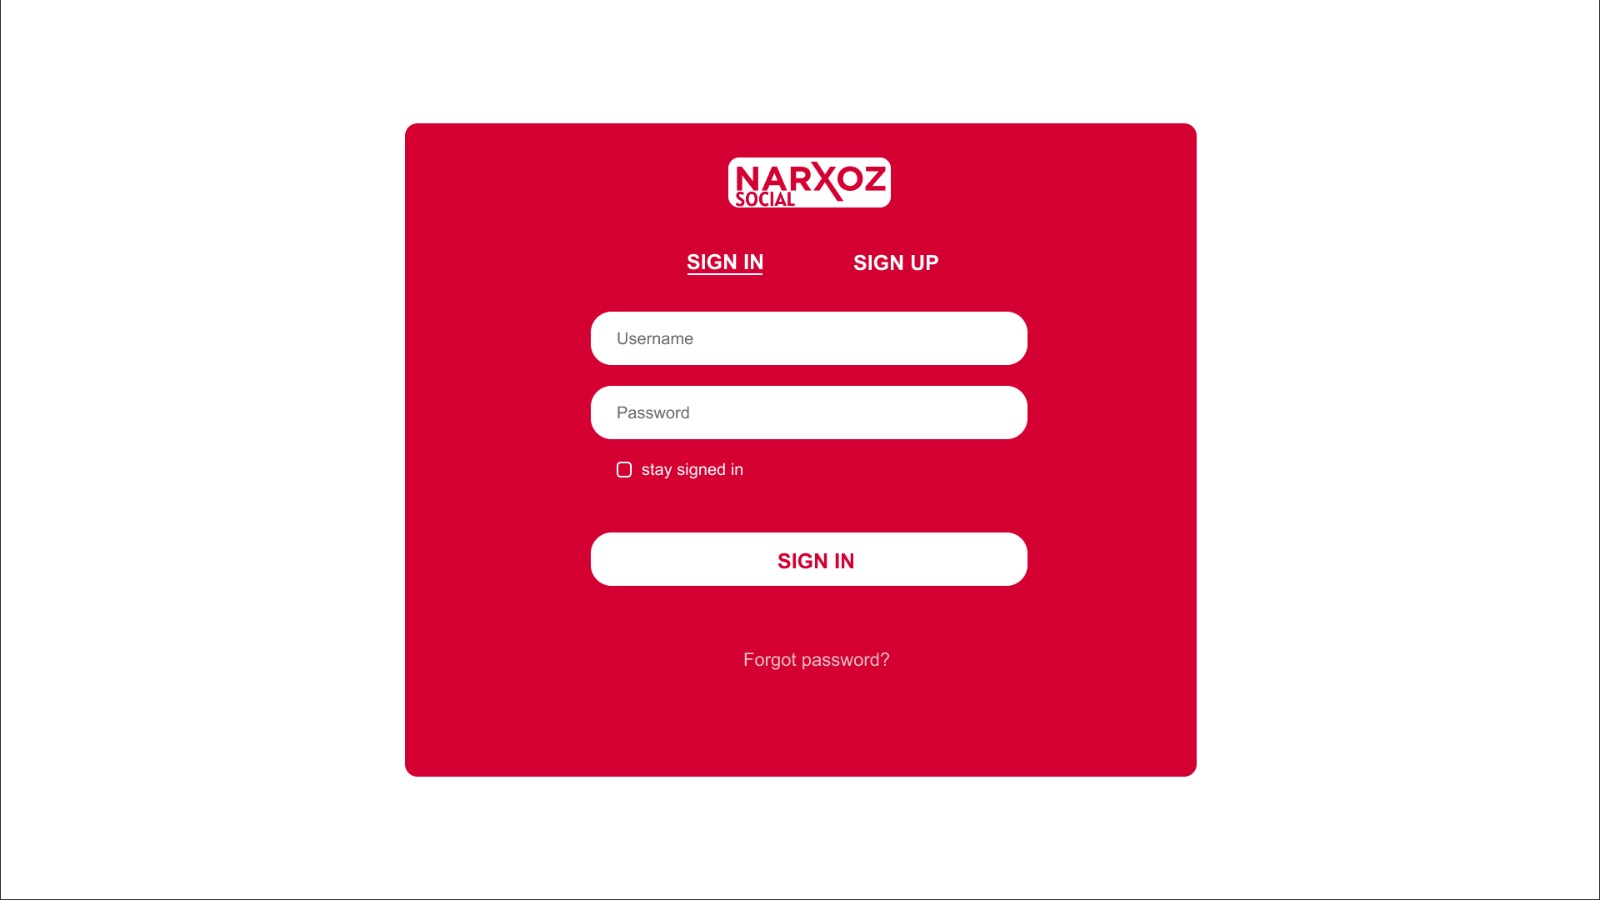 NARXOZ
SOCIAL
SIGN IN
SIGN UP
Username
Password
stay signed in
SIGN IN
Forgot password?